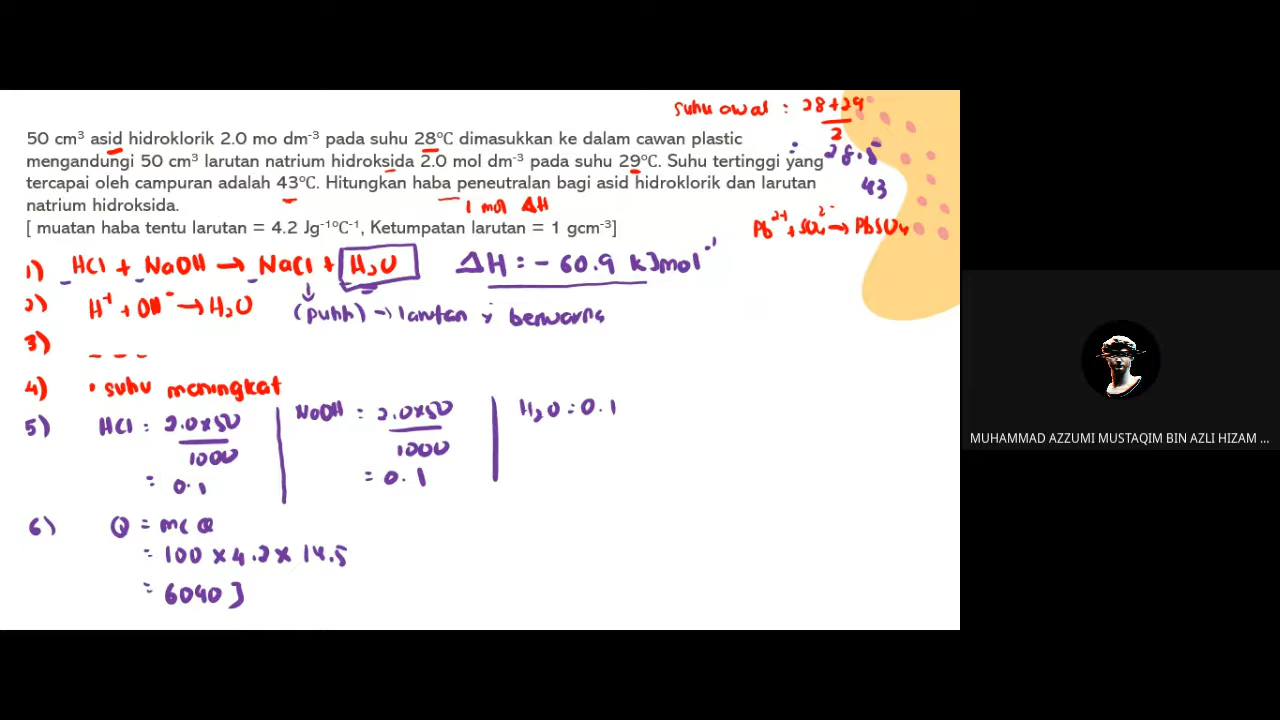 suhu awal : 28+29
2
= 28.5
43
50 cm³ asid hidroklorik 2.0 mo dm⁻³ pada suhu 28°C dimasukkan ke dalam cawan plastic
mengandungi 50 cm³ larutan natrium hidroksida 2.0 mol dm⁻³ pada suhu 29°C. Suhu tertinggi yang
tercapai oleh campuran adalah 43°C. Hitungkan haba peneutralan bagi asid hidroklorik dan larutan
natrium hidroksida.
1 mol ΔH
[ muatan haba tentu larutan = 4.2 Jg⁻¹°C⁻¹, Ketumpatan larutan = 1 gcm⁻³]
Pb²⁺ + SO₄²⁻ → PbSO₄
1) HCl + NaOH → NaCl + H₂O ΔH = - 60.9 kJmol⁻¹
2) H⁺ + OH⁻ → H₂O
(putih) → larutan x berwarna
3) - - -
4) • suhu meningkat
5) HCl = 2.0x50 NaOH = 2.0x50 H₂O = 0.1
1000 1000
= 0.1 = 0.1
6) Q = mcθ
= 100 x 4.2 x 14.5
= 6090 J
MUHAMMAD AZZUMI MUSTAQIM BIN AZLI HIZAM ...